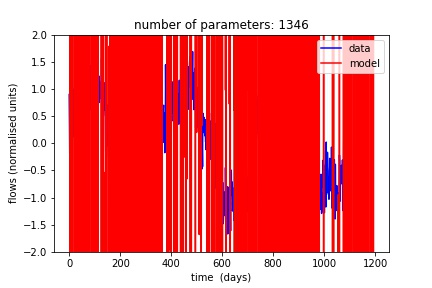 number of parameters: 1346
data
model
flows (normalised units)
2.0
1.5
1.0
0.5
0.0
−0.5
−1.0
−1.5
−2.0
0 200 400 600 800 1000 1200
time (days)